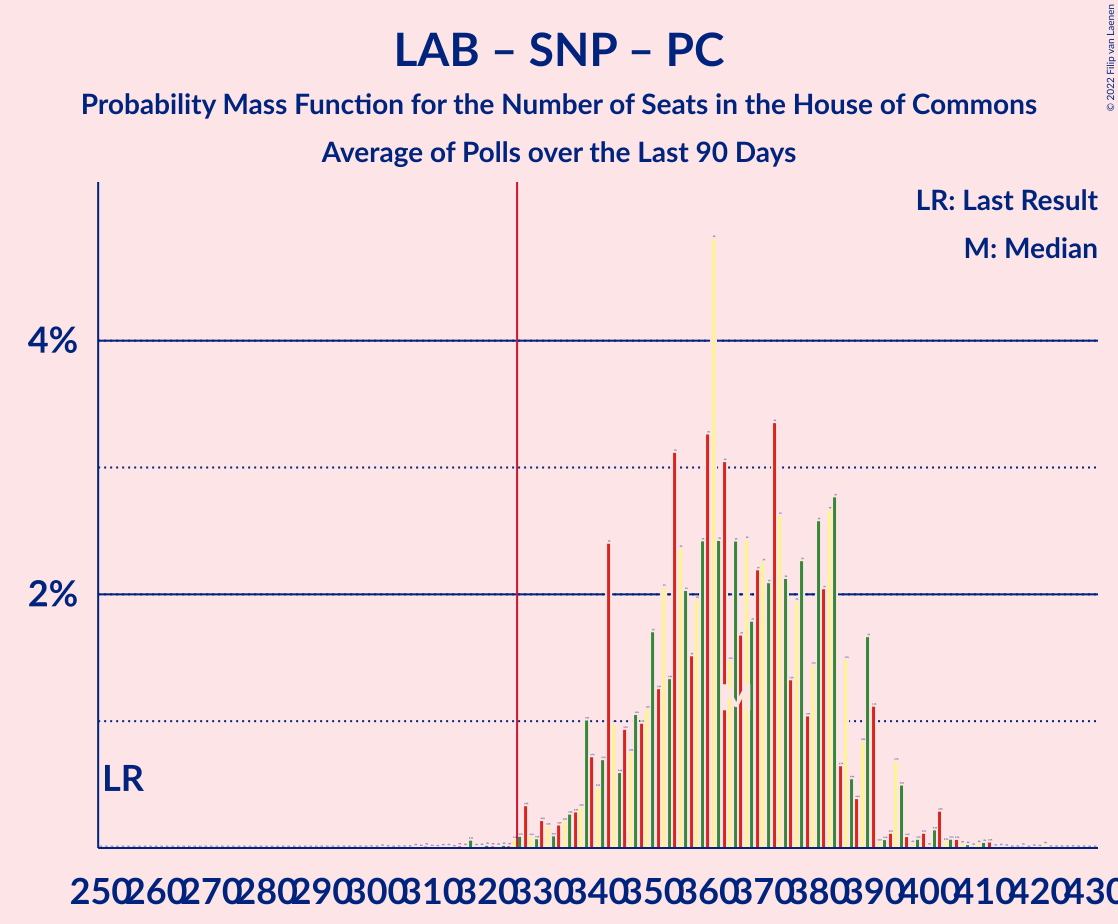 LAB – SNP – PC
Probability Mass Function for the Number of Seats in the House of Commons
Average of Polls over the Last 90 Days
© 2022 Filip van Laenen
LR: Last Result
M: Median
4%
2%
LR
M
250 260 270 280 290 300 310 320 330 340 350 360 370 380 390 400 410 420 430